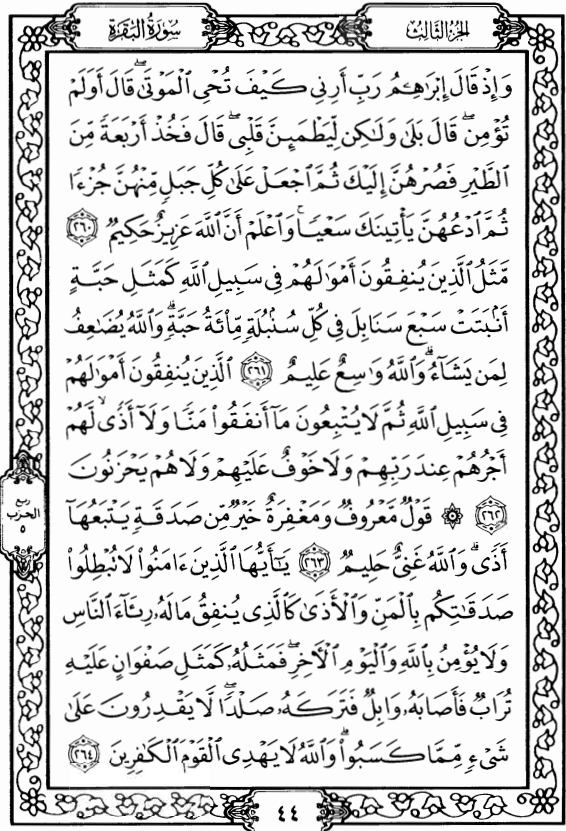 الجزء الثالث
سورة البقرة
وَإِذْ قَالَ إِبْرَٰهِـۧمُ رَبِّ أَرِنِى كَيْفَ تُحْىِ ٱلْمَوْتَىٰ ۖ قَالَ أَوَلَمْ
تُؤْمِن ۖ قَالَ بَلَىٰ وَلَـٰكِن لِّيَطْمَئِنَّ قَلْبِى ۖ قَالَ فَخُذْ أَرْبَعَةً مِّنَ
ٱلطَّيْرِ فَصُرْهُنَّ إِلَيْكَ ثُمَّ ٱجْعَلْ عَلَىٰ كُلِّ جَبَلٍ مِّنْهُنَّ جُزْءًا
ثُمَّ ٱدْعُهُنَّ يَأْتِينَكَ سَعْيًا ۚ وَٱعْلَمْ أَنَّ ٱللَّهَ عَزِيزٌ حَكِيمٌ ٢٦٠
مَّثَلُ ٱلَّذِينَ يُنفِقُونَ أَمْوَٰلَهُمْ فِى سَبِيلِ ٱللَّهِ كَمَثَلِ حَبَّةٍ
أَنۢبَتَتْ سَبْعَ سَنَابِلَ فِى كُلِّ سُنۢبُلَةٍ مِّا۟ئَةُ حَبَّةٍ ۗ وَٱللَّهُ يُضَـٰعِفُ
لِمَن يَشَآءُ ۗ وَٱللَّهُ وَٰسِعٌ عَلِيمٌ ٢٦١ ٱلَّذِينَ يُنفِقُونَ أَمْوَٰلَهُمْ
فِى سَبِيلِ ٱللَّهِ ثُمَّ لَا يُتْبِعُونَ مَآ أَنفَقُوا۟ مَنًّا وَلَآ أَذًى ۙ لَّهُمْ
أَجْرُهُمْ عِندَ رَبِّهِمْ وَلَا خَوْفٌ عَلَيْهِمْ وَلَا هُمْ يَحْزَنُونَ
٢٦٢ ۞ قَوْلٌ مَّعْرُوفٌ وَمَغْفِرَةٌ خَيْرٌ مِّن صَدَقَةٍ يَتْبَعُهَآ
أَذًى ۗ وَٱللَّهُ غَنِىٌّ حَلِيمٌ ٢٦٣ يَـٰٓأَيُّهَا ٱلَّذِينَ ءَامَنُوا۟ لَا تُبْطِلُوا۟
صَدَقَـٰتِكُم بِٱلْمَنِّ وَٱلْأَذَىٰ كَٱلَّذِى يُنفِقُ مَالَهُۥ رِئَآءَ ٱلنَّاسِ
وَلَا يُؤْمِنُ بِٱللَّهِ وَٱلْيَوْمِ ٱلْـَٔاخِرِ ۖ فَمَثَلُهُۥ كَمَثَلِ صَفْوَانٍ عَلَيْهِ
تُرَابٌ فَأَصَابَهُۥ وَابِلٌ فَتَرَكَهُۥ صَلْدًا ۖ لَّا يَقْدِرُونَ عَلَىٰ
شَىْءٍ مِّمَّا كَسَبُوا۟ ۗ وَٱللَّهُ لَا يَهْدِى ٱلْقَوْمَ ٱلْكَـٰفِرِينَ ٢٦٤
ربع
الحزب
٥
٤٤